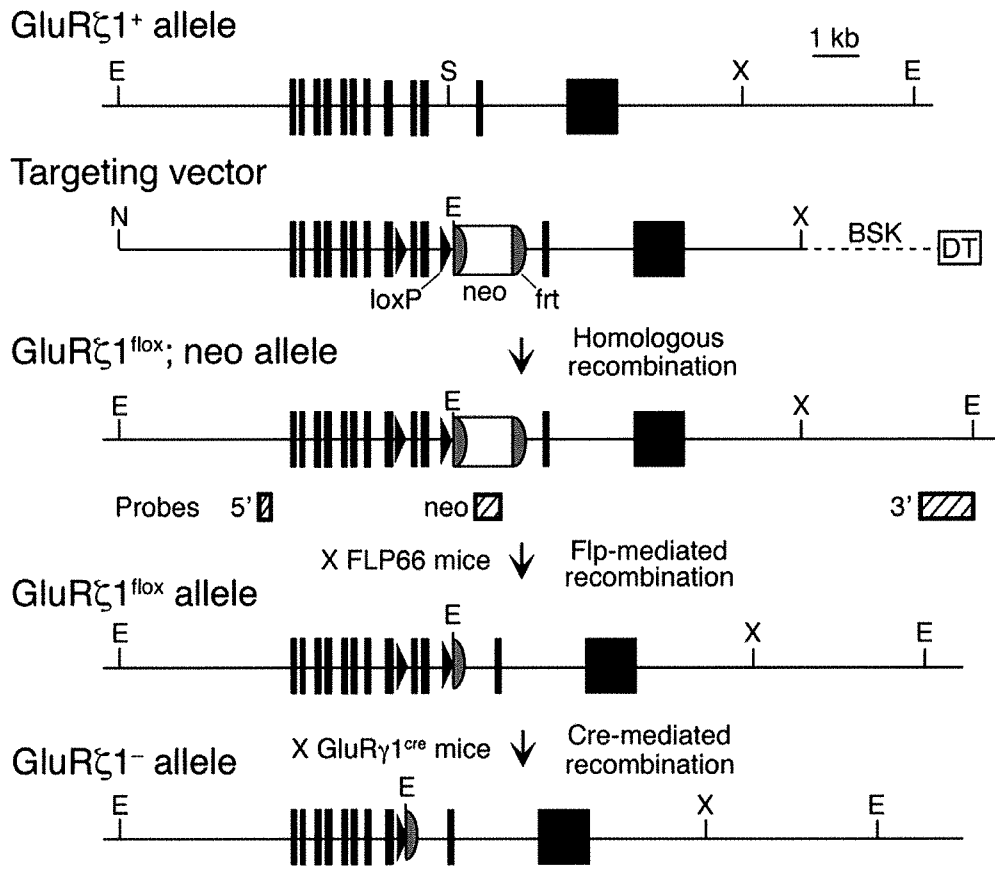 GluRζ1⁺ allele
1 kb
E S X E
Targeting vector
N E X BSK DT
loxP neo frt
GluRζ1ᶠˡᵒˣ; neo allele
Homologous
recombination
E E X E
Probes 5’ neo 3’
X FLP66 mice
Flp-mediated
recombination
GluRζ1ᶠˡᵒˣ allele
E E X E
X GluRγ1ᶜʳᵉ mice
Cre-mediated
recombination
GluRζ1⁻ allele
E E X E